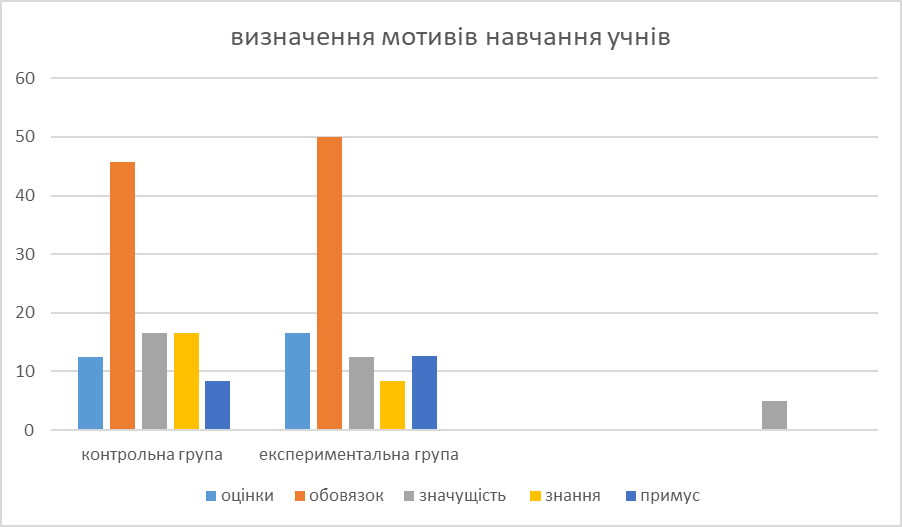 визначення мотивів навчання учнів
60
50
40
30
20
10
0
контрольна група експериментальна група
оцінки обовязок значущість знання примус